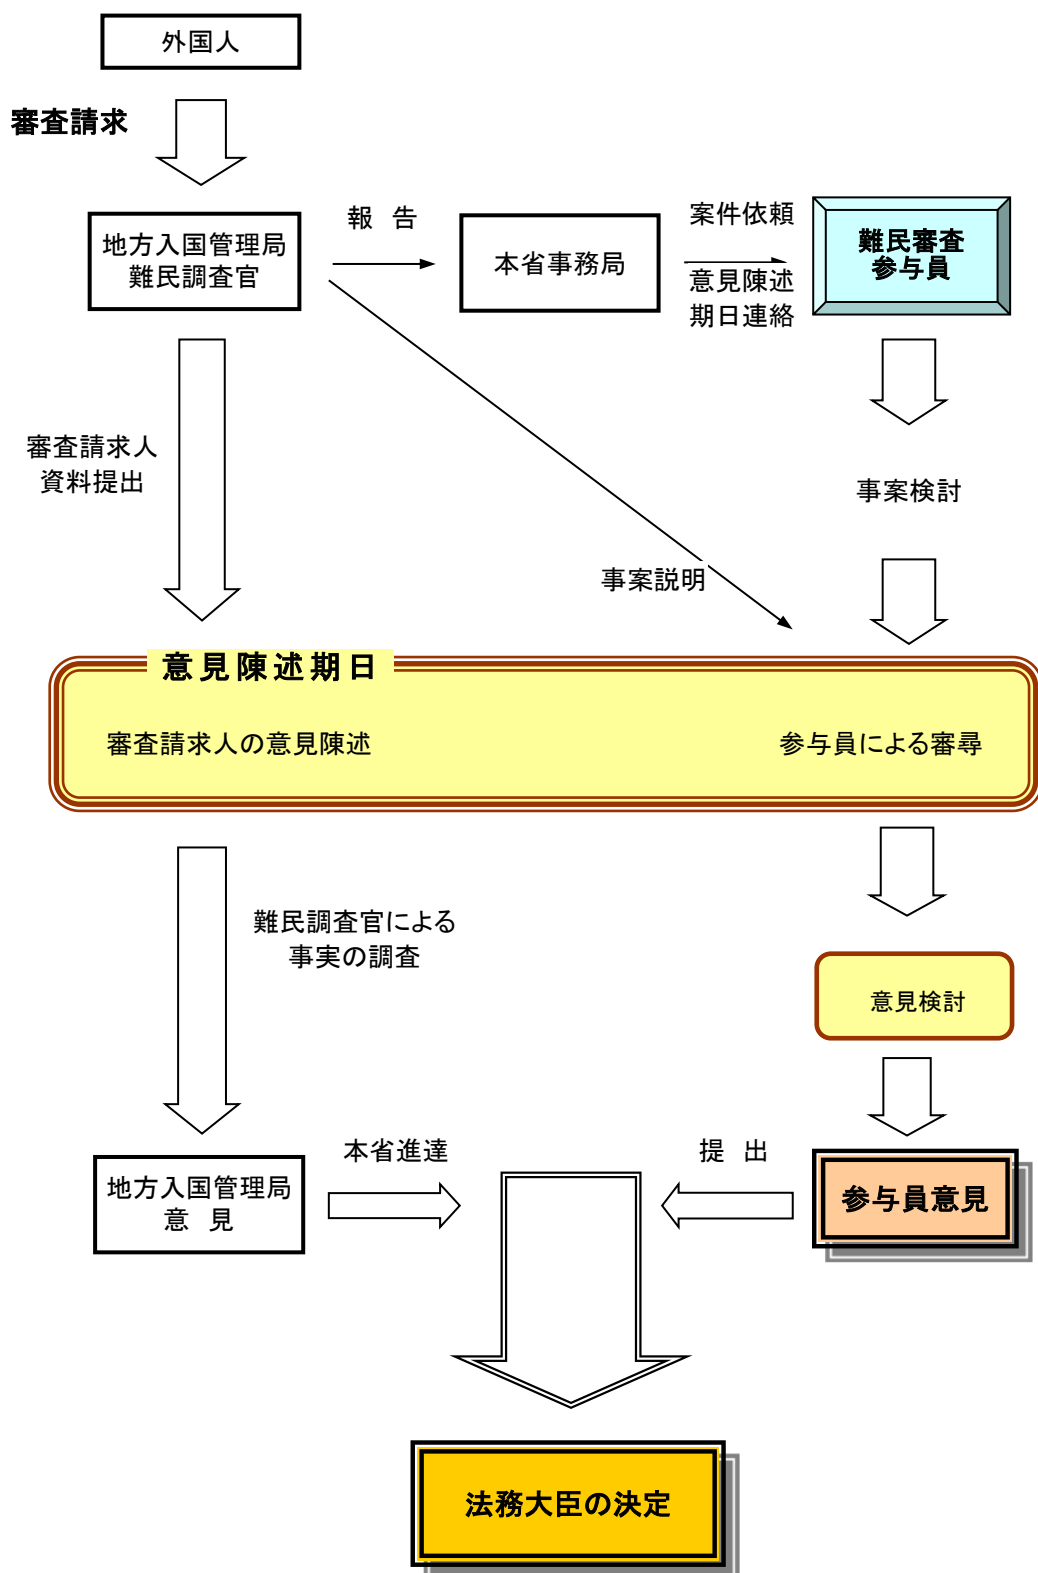 外国人
審査請求
地方入国管理局
難民調査官
報　告
本省事務局
案件依頼
意見陳述
期日連絡
難民審査
参与員
審査請求人
資料提出
事案検討
事案説明
意見陳述期日
審査請求人の意見陳述
参与員による審尋
難民調査官による
事実の調査
意見検討
地方入国管理局
意　見
本省進達
提　出
参与員意見
法務大臣の決定